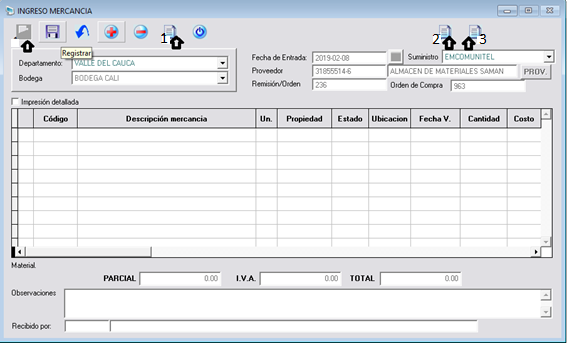 INGRESO MERCANCIA
1
2
3
Registrar
Departamento: VALLE DEL CAUCA
Bodega BODEGA CALI
Fecha de Entrada: 2019-02-08 Suministro EMCOMUNITEL
Proveedor 31855514-6 ALMACEN DE MATERIALES SAMAN PROV.
Remisión/Orden 236 Orden de Compra 963
Impresión detallada
Código Descripción mercancia Un. Propiedad Estado Ubicacion Fecha V. Cantidad Costo
Material
PARCIAL 0.00 I.V.A. 0.00 TOTAL 0.00
Observaciones
Recibido por: